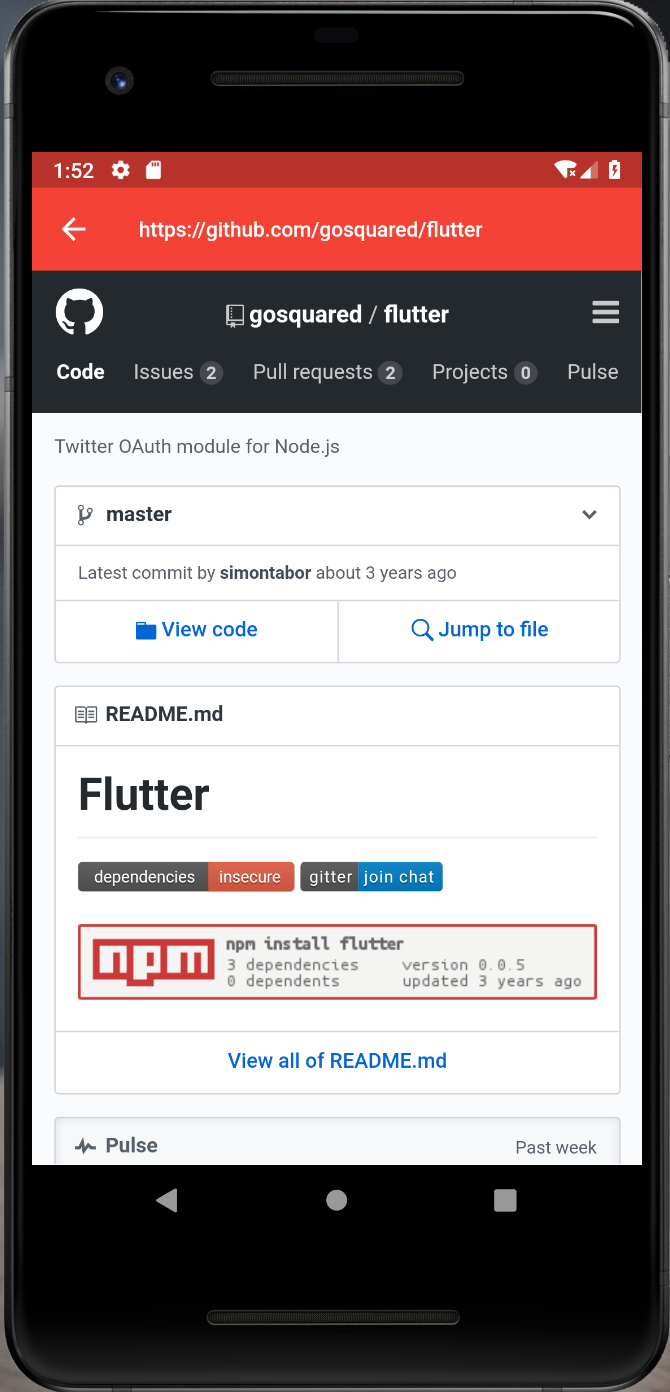 1:52
https://github.com/gosquared/flutter
gosquared / flutter
Code Issues 2 Pull requests 2 Projects 0 Pulse
Twitter OAuth module for Node.js
master
Latest commit by simontabor about 3 years ago
View code Jump to file
README.md
Flutter
dependencies insecure gitter join chat
npm npm install flutter
3 dependencies version 0.0.5
0 dependents updated 3 years ago
View all of README.md
Pulse Past week